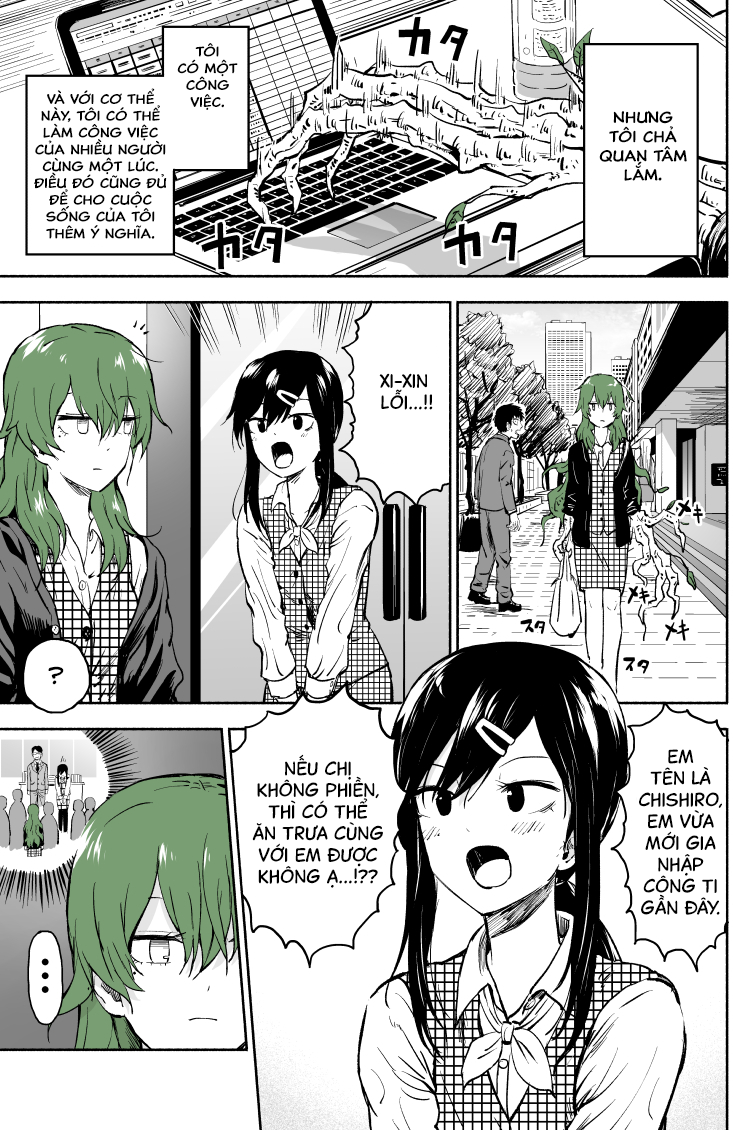 NHƯNG
TÔI CHẢ
QUAN TÂM
LẮM.
TÔI
CÓ MỘT
CÔNG
VIỆC.
VÀ VỚI CƠ THỂ
NÀY, TÔI CÓ THỂ
LÀM CÔNG VIỆC
CỦA NHIỀU NGƯỜI
CÙNG MỘT LÚC.
ĐIỀU ĐÓ CŨNG ĐỦ
ĐỂ CHO CUỘC
SỐNG CỦA TÔI
THÊM Ý NGHĨA.
カタ
カタ
カタ
メキ
メキ
スタ
スタ
XI-XIN
LỖI...!!
?
EM
TÊN LÀ
CHISHIRO,
EM VỪA
MỚI GIA
NHẬP
CÔNG TI
GẦN ĐÂY.
NẾU CHỊ
KHÔNG PHIỀN,
THÌ CÓ THỂ
ĂN TRƯA CÙNG
VỚI EM ĐƯỢC
KHÔNG Ạ...!??
...